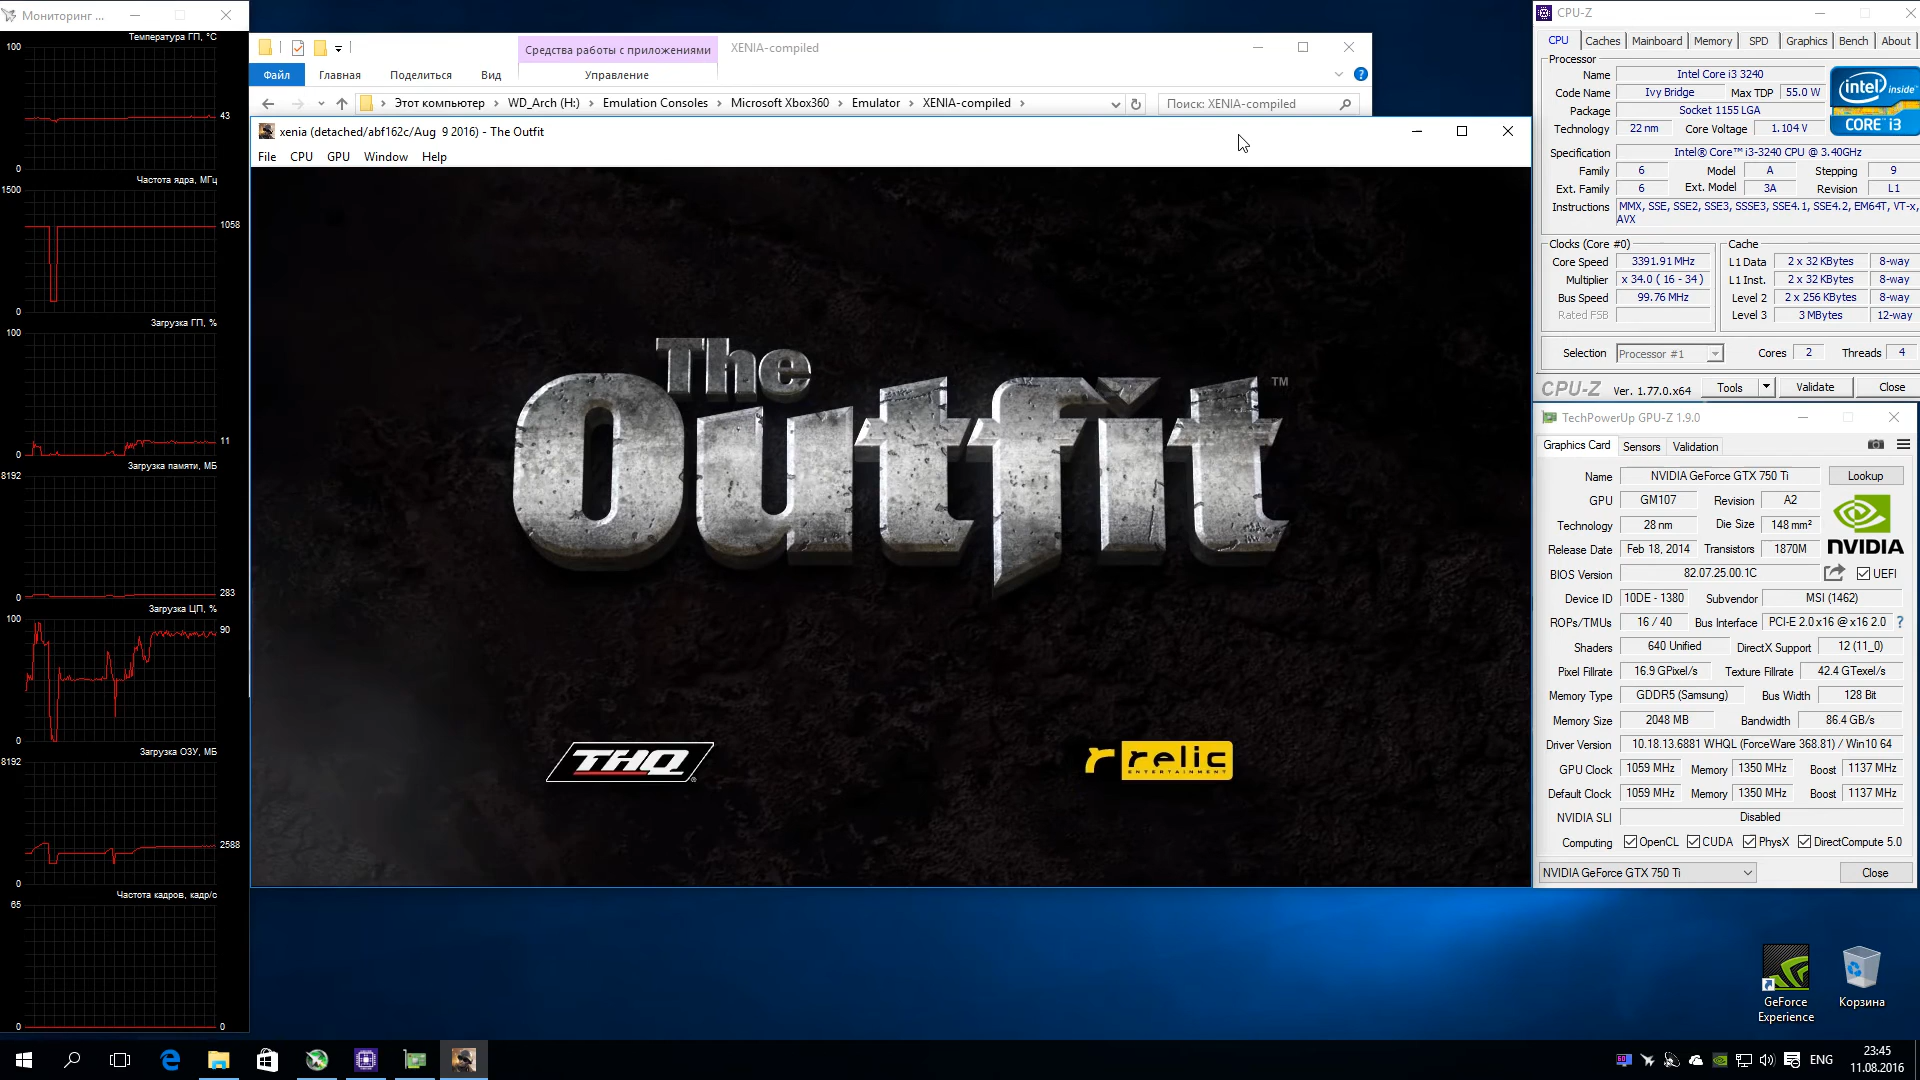 Мониторинг ...
Температура ГП, °C
100
43
0
Частота ядра, МГц
1500
1058
0
Загрузка ГП, %
100
11
0
Загрузка памяти, МБ
8192
283
0
Загрузка ЦП, %
100
90
0
Загрузка ОЗУ, МБ
8192
2588
0
Частота кадров, кадр/с
65
0
0
Средства работы с приложениями
XENIA-compiled
Файл
Главная
Поделиться
Вид
Управление
Этот компьютер
WD_Arch (H:)
Emulation Consoles
Microsoft Xbox360
Emulator
XENIA-compiled
Поиск: XENIA-compiled
xenia (detached/abf162c/Aug 9 2016) - The Outfit
File CPU GPU Window Help
The
Outfit
TM
THQ
relic
ENTERTAINMENT
CPU-Z
CPU Caches Mainboard Memory SPD Graphics Bench About
Processor
Name Intel Core i3 3240
Code Name Ivy Bridge Max TDP 55.0 W
Package Socket 1155 LGA
Technology 22 nm Core Voltage 1.104 V
intel inside™
CORE i3
Specification Intel® Core™ i3-3240 CPU @ 3.40GHz
Family 6 Model A Stepping 9
Ext. Family 6 Ext. Model 3A Revision L1
Instructions MMX, SSE, SSE2, SSE3, SSSE3, SSE4.1, SSE4.2, EM64T, VT-x,
AVX
Clocks (Core #0)
Core Speed 3391.91 MHz
Multiplier x 34.0 ( 16 - 34 )
Bus Speed 99.76 MHz
Rated FSB
Cache
L1 Data 2 x 32 KBytes 8-way
L1 Inst. 2 x 32 KBytes 8-way
Level 2 2 x 256 KBytes 8-way
Level 3 3 MBytes 12-way
Selection Processor #1 Cores 2 Threads 4
CPU-Z Ver. 1.77.0.x64 Tools Validate Close
TechPowerUp GPU-Z 1.9.0
Graphics Card Sensors Validation
Name NVIDIA GeForce GTX 750 Ti Lookup
GPU GM107 Revision A2
Technology 28 nm Die Size 148 mm²
Release Date Feb 18, 2014 Transistors 1870M
NVIDIA
BIOS Version 82.07.25.00.1C UEFI
Device ID 10DE - 1380 Subvendor MSI (1462)
ROPs/TMUs 16 / 40 Bus Interface PCI-E 2.0 x16 @ x16 2.0 ?
Shaders 640 Unified DirectX Support 12 (11_0)
Pixel Fillrate 16.9 GPixel/s Texture Fillrate 42.4 GTexel/s
Memory Type GDDR5 (Samsung) Bus Width 128 Bit
Memory Size 2048 MB Bandwidth 86.4 GB/s
Driver Version 10.18.13.6881 WHQL (ForceWare 368.81) / Win10 64
GPU Clock 1059 MHz Memory 1350 MHz Boost 1137 MHz
Default Clock 1059 MHz Memory 1350 MHz Boost 1137 MHz
NVIDIA SLI Disabled
Computing OpenCL CUDA PhysX DirectCompute 5.0
NVIDIA GeForce GTX 750 Ti Close
GeForce
Experience
Корзина
60
ENG
23:45
11.08.2016